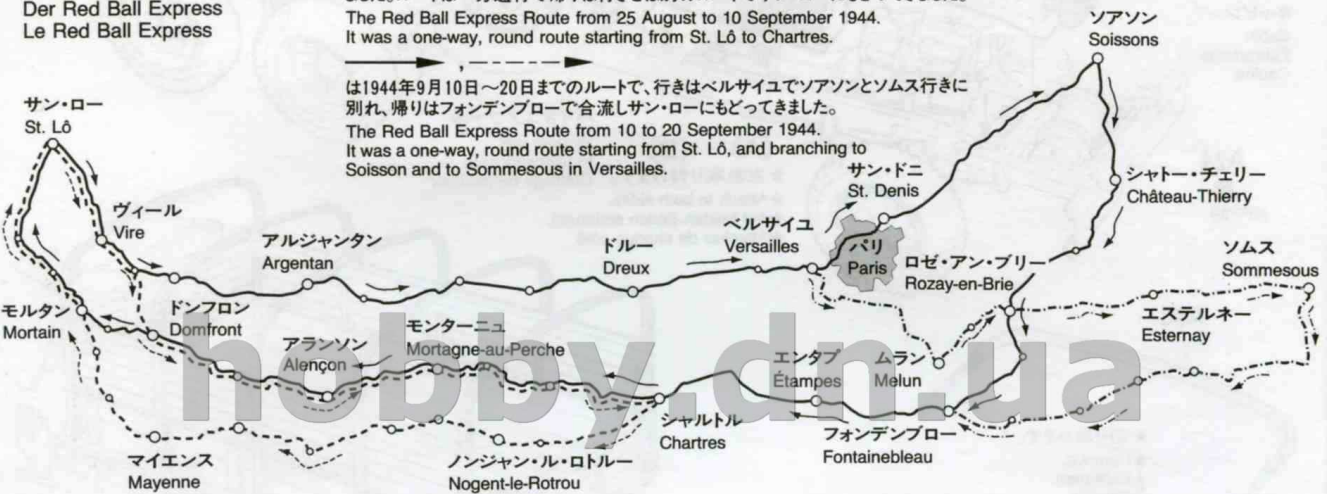 Der Red Ball Express
Le Red Ball Express
The Red Ball Express Route from 25 August to 10 September 1944.
It was a one-way, round route starting from St. Lô to Chartres.
は1944年9月10日〜20日までのルートで、行きはベルサイユでソアソンとソムス行きに
別れ、帰りはフォンデンブローで合流しサン・ローにもどってきました。
The Red Ball Express Route from 10 to 20 September 1944.
It was a one-way, round route starting from St. Lô, and branching to
Soisson and to Sommesous in Versailles.
ソアソン
Soissons
サン・ロー
St. Lô
ヴィール
Vire
アルジャンタン
Argentan
ドルー
Dreux
ベルサイユ
Versailles
サン・ドニ
St. Denis
パリ
Paris
シャトー・チェリー
Château-Thierry
ロゼ・アン・ブリー
Rozay-en-Brie
ソムス
Sommesous
モルタン
Mortain
ドンフロン
Domfront
アランソン
Alençon
モンターニュ
Mortagne-au-Perche
エンタプ
Étampes
ムラン
Melun
エステルネー
Esternay
シャルトル
Chartres
フォンデンブロー
Fontainebleau
マイエンス
Mayenne
ノンジャン・ル・ロトルー
Nogent-le-Rotrou
hobby.dn.ua